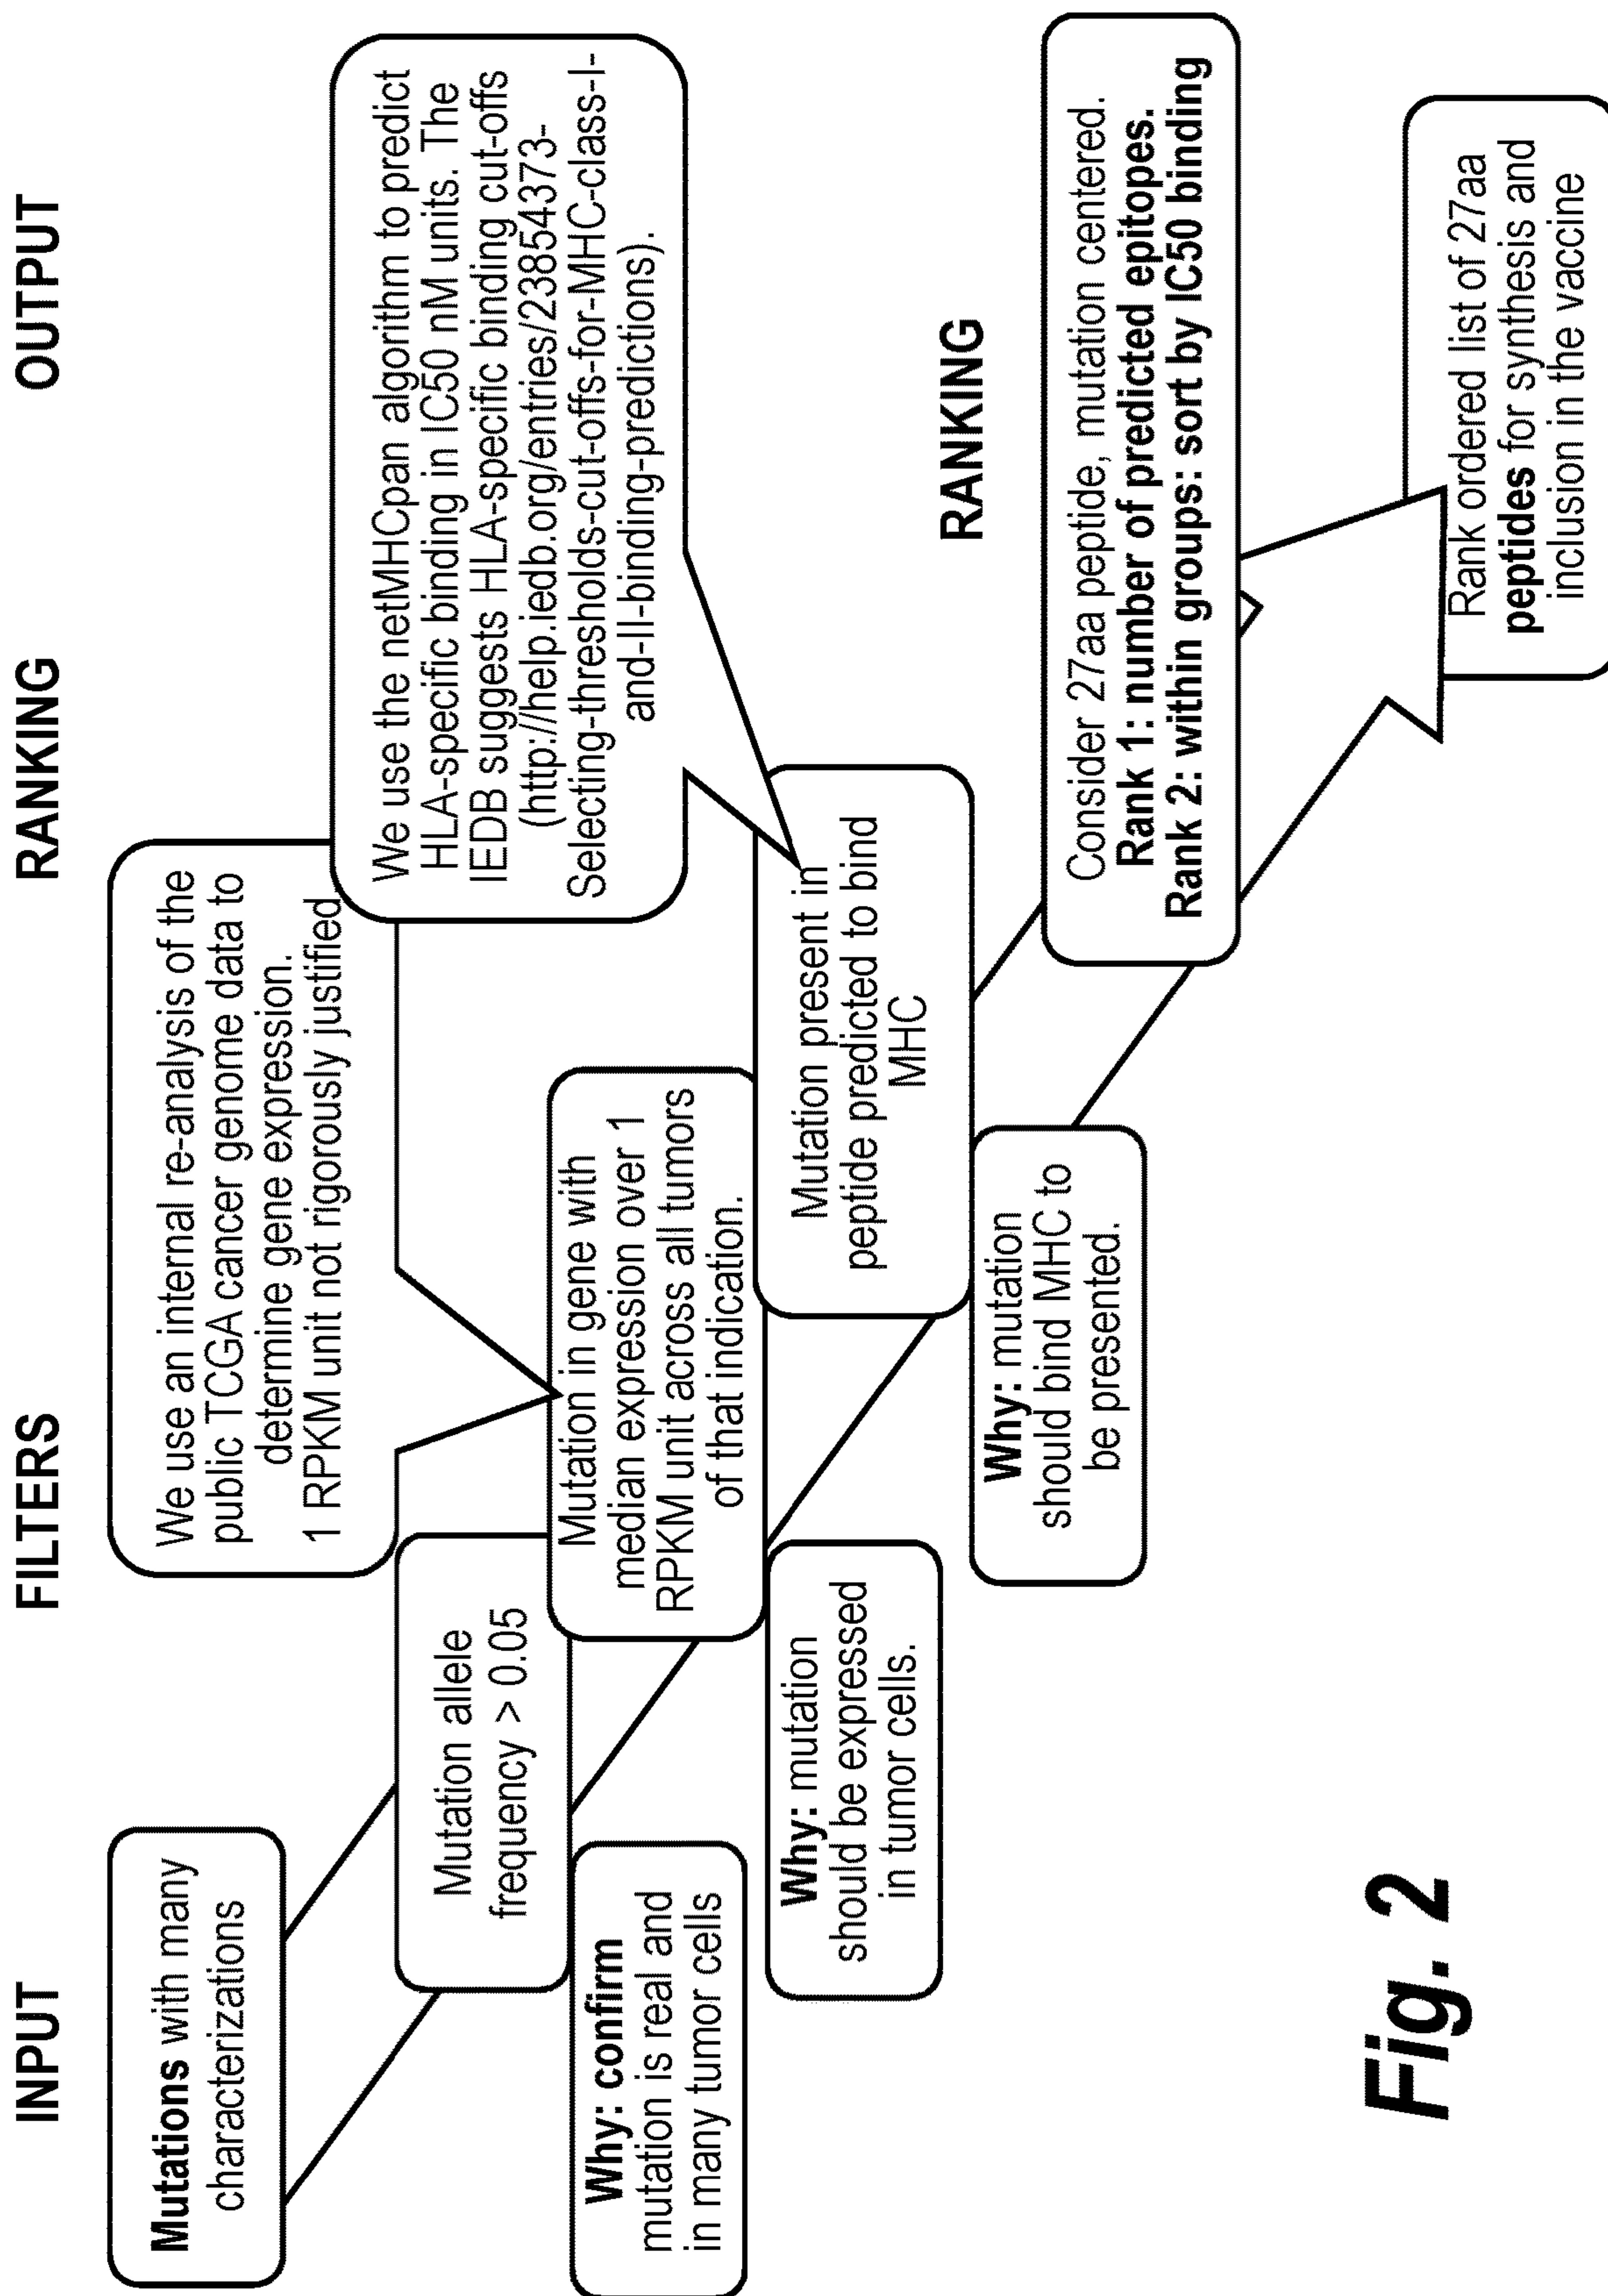 INPUT
FILTERS
RANKING
OUTPUT
Mutations with many
characterizations
We use an internal re-analysis of the
public TCGA cancer genome data to
determine gene expression.
1 RPKM unit not rigorously justified
We use the netMHCpan algorithm to predict
HLA-specific binding in IC50 nM units. The
IEDB suggests HLA-specific binding cut-offs
(http://help.iedb.org/entries/23854373-
Selecting-thresholds-cut-offs-for-MHC-class-I-
and-II-binding-predictions).
Mutation allele
frequency > 0.05
Why: confirm
mutation is real and
in many tumor cells
Mutation in gene with
median expression over 1
RPKM unit across all tumors
of that indication.
Why: mutation
should be expressed
in tumor cells.
Mutation present in
peptide predicted to bind
MHC
Why: mutation
should bind MHC to
be presented.
RANKING
Consider 27aa peptide, mutation centered.
Rank 1: number of predicted epitopes.
Rank 2: within groups: sort by IC50 binding
Rank ordered list of 27aa
peptides for synthesis and
inclusion in the vaccine
Fig. 2